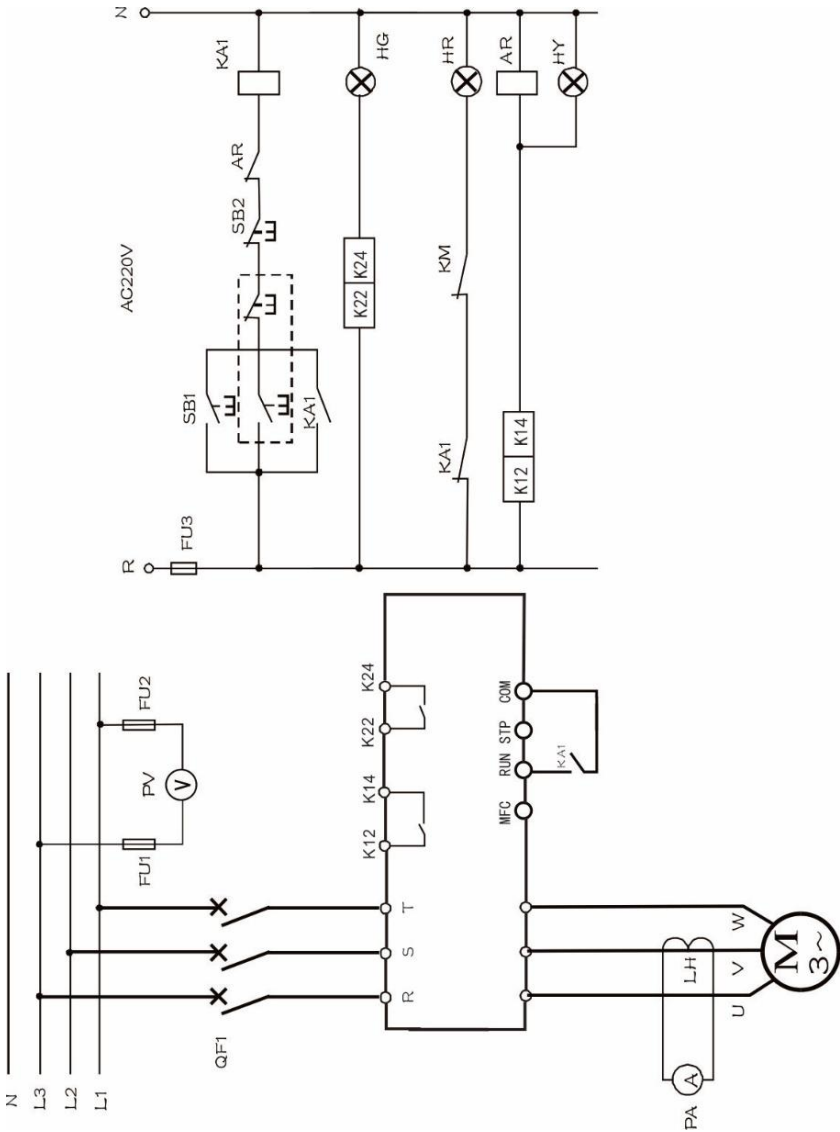 N
L3
L2
L1
QF1
FU1
PV
V
FU2
R
S
T
K12
K14
K22
K24
MFC
RUN
STP
COM
KA1
U
V
W
LH
PA
A
M
3~
AC220V
R
FU3
N
SB1
KA1
SB2
AR
KA1
K22
K24
HG
KA1
KM
HR
K12
K14
AR
HY